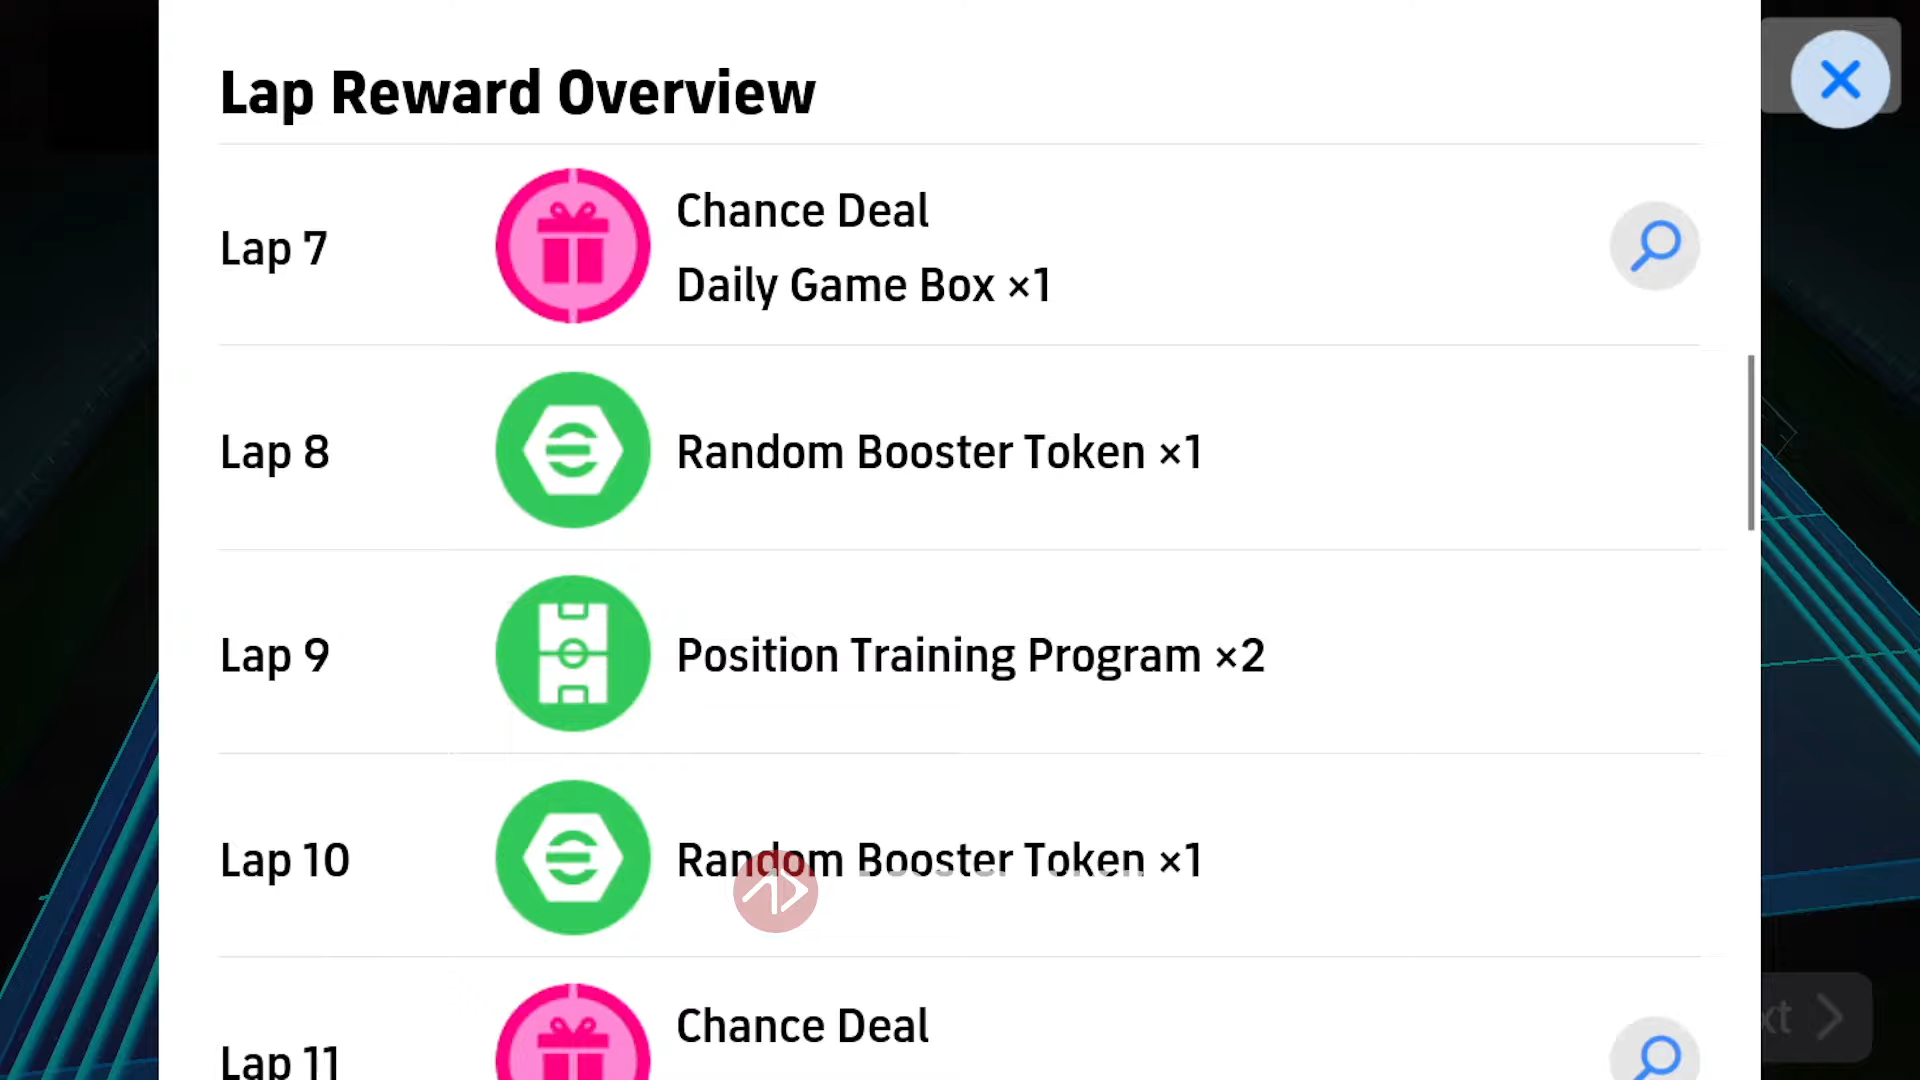 Lap Reward Overview
Lap 7
Chance Deal
Daily Game Box ×1
Lap 8
Random Booster Token ×1
Lap 9
Position Training Program ×2
Lap 10
Random Booster Token ×1
Lap 11
Chance Deal
xt